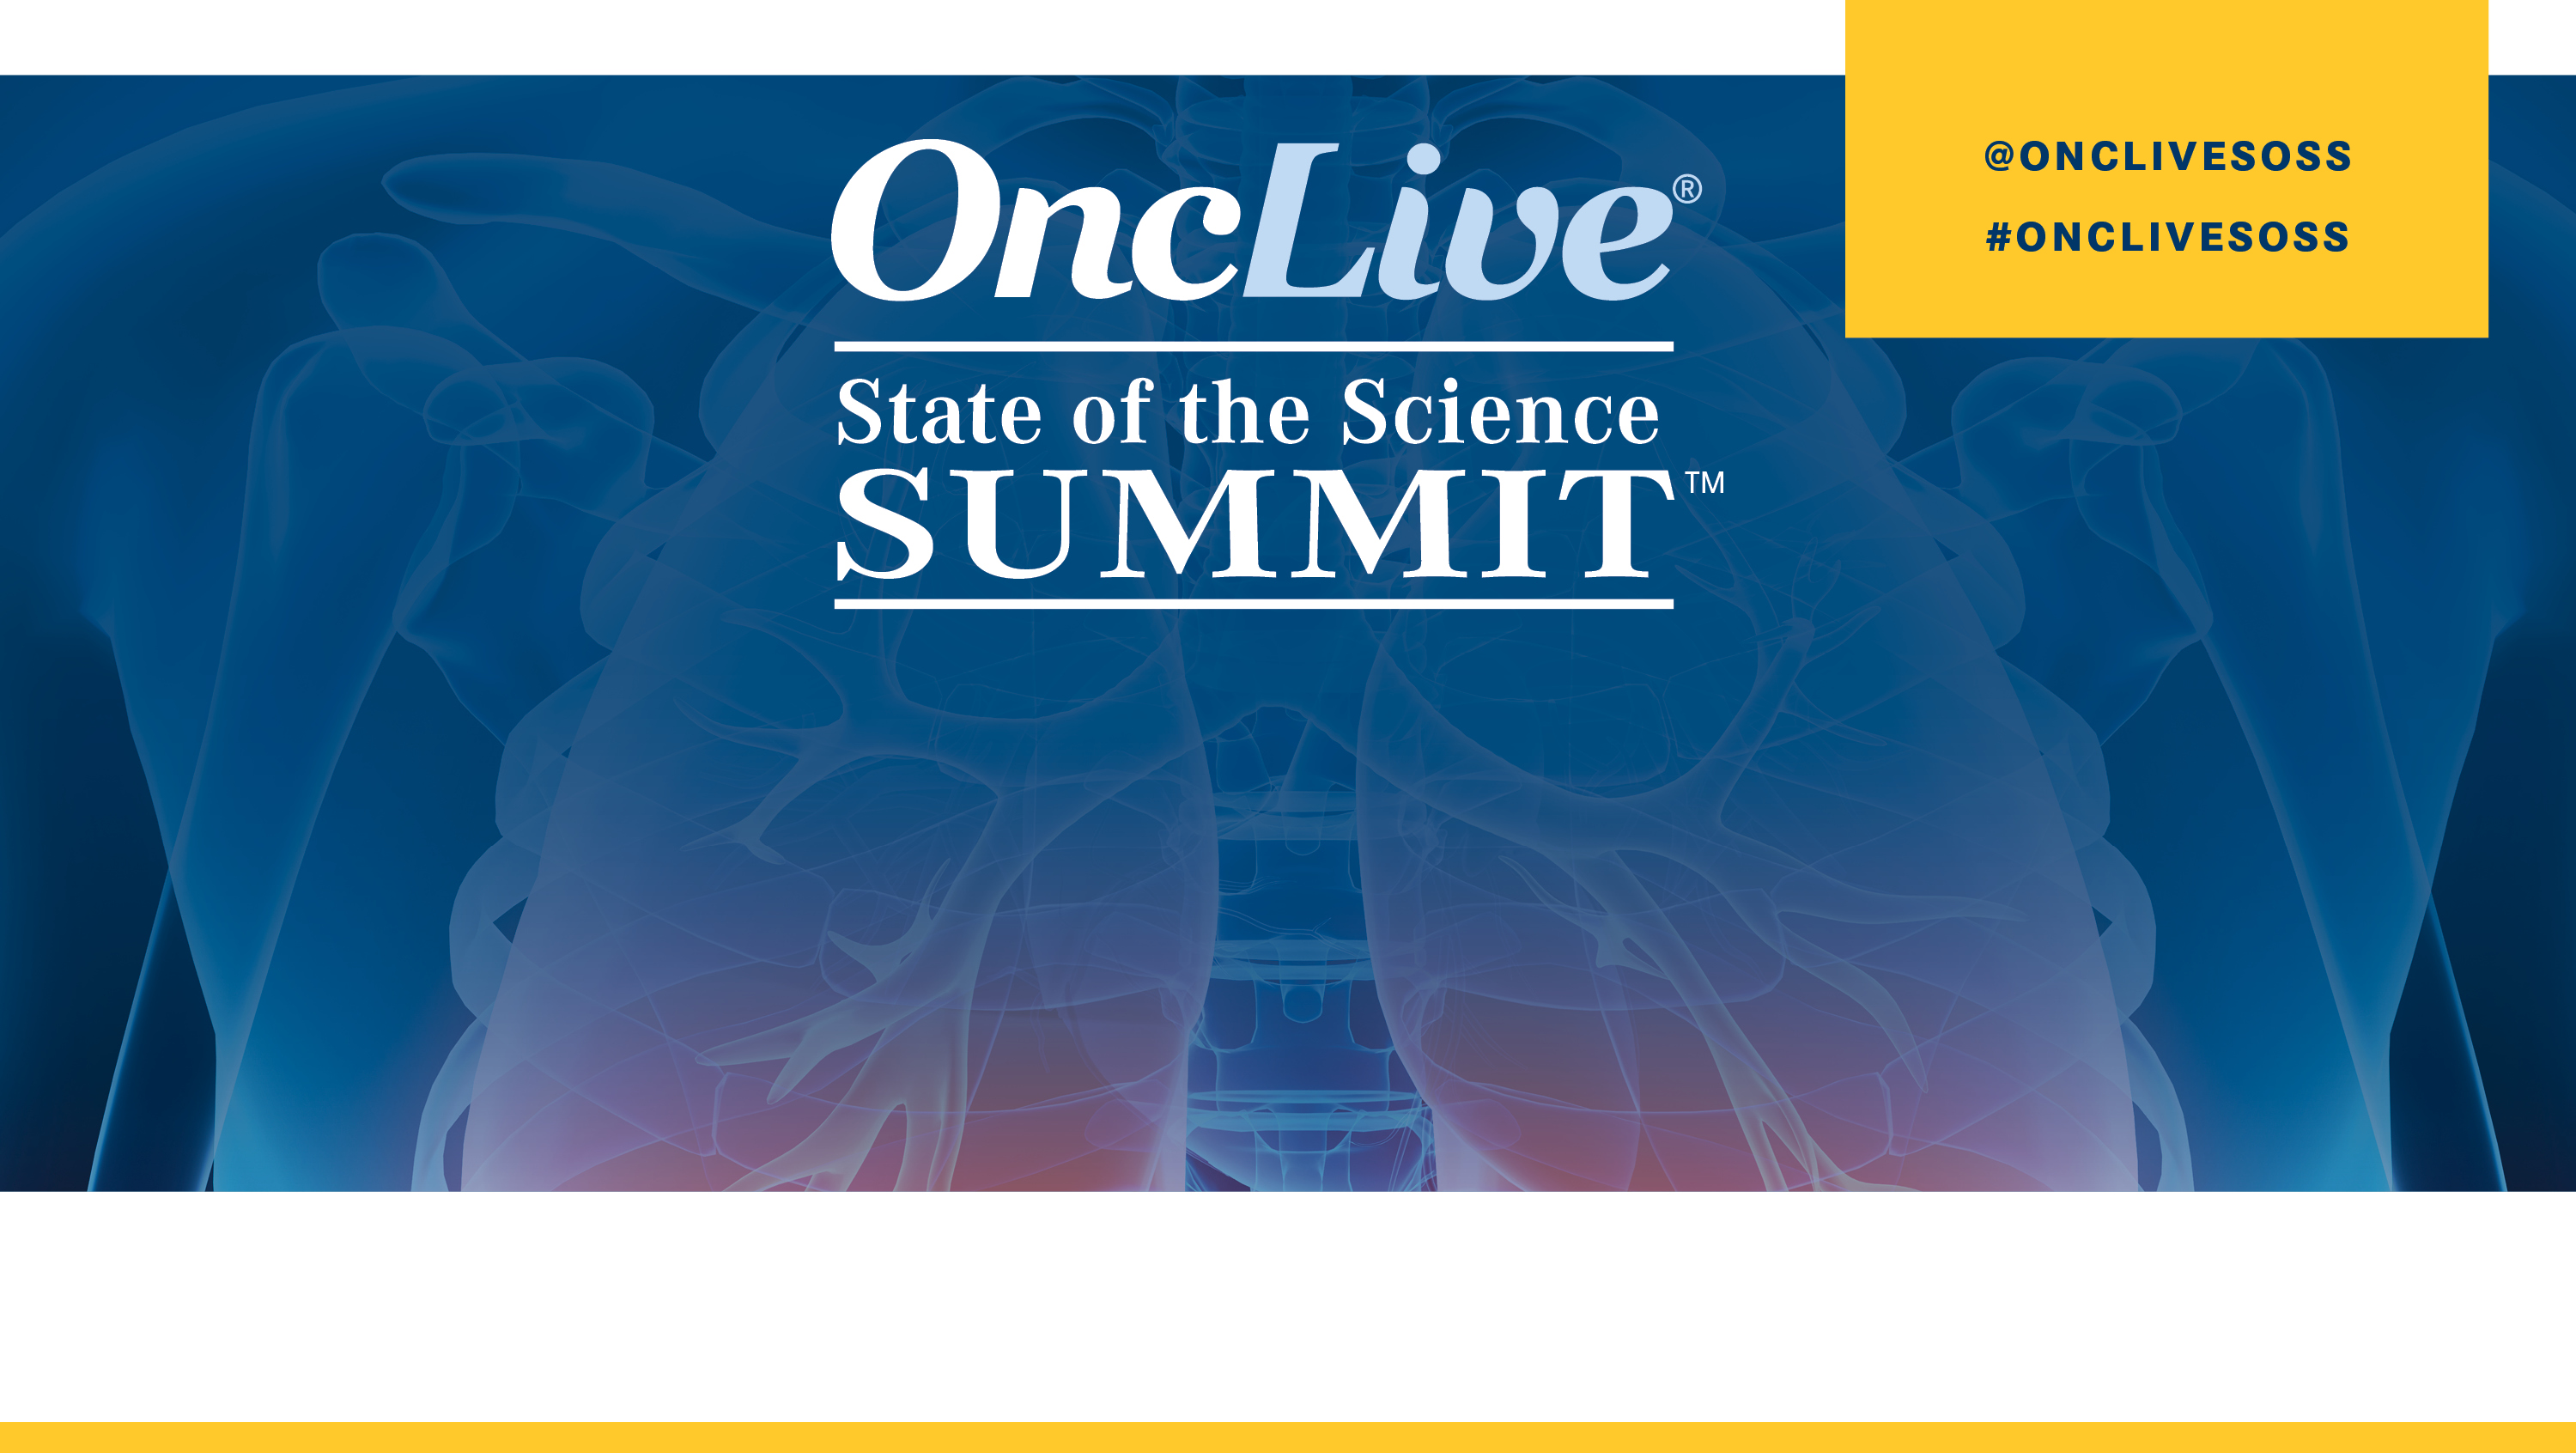 OncLive®
State of the Science
SUMMIT™
@ONCLIVESOSS
#ONCLIVESOSS